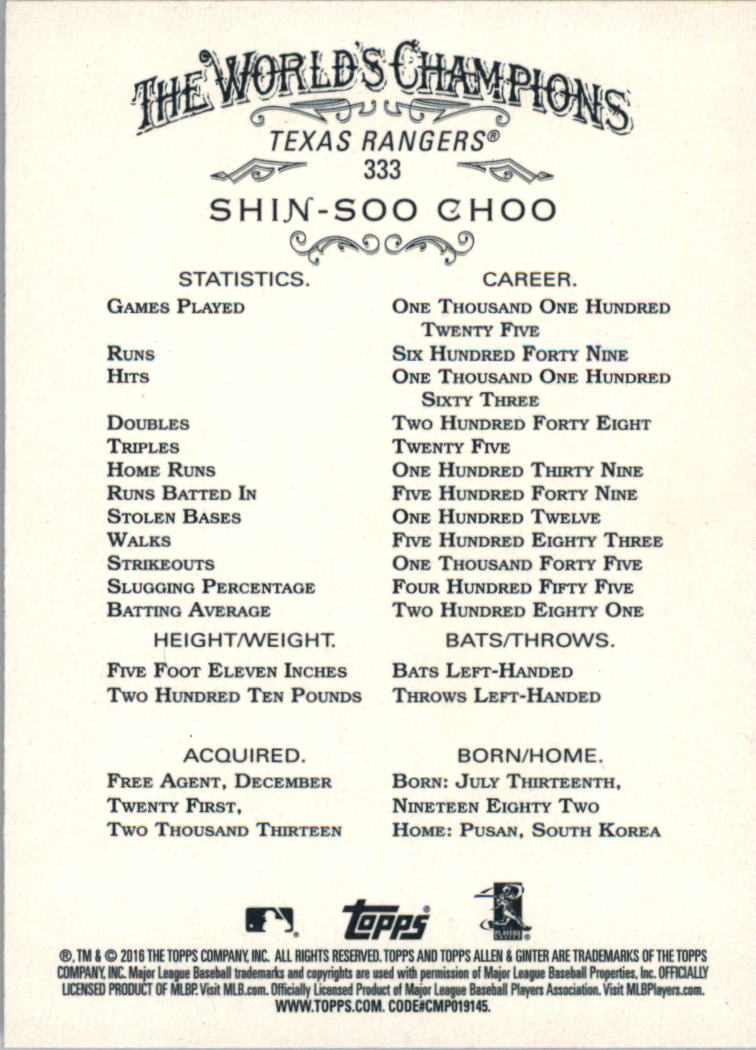 THE WORLD'S CHAMPIONS
TEXAS RANGERS®
333
SHIN-SOO CHOO
STATISTICS. CAREER.
GAMES PLAYED ONE THOUSAND ONE HUNDRED
TWENTY FIVE
RUNS SIX HUNDRED FORTY NINE
HITS ONE THOUSAND ONE HUNDRED
SIXTY THREE
DOUBLES TWO HUNDRED FORTY EIGHT
TRIPLES TWENTY FIVE
HOME RUNS ONE HUNDRED THIRTY NINE
RUNS BATTED IN FIVE HUNDRED FORTY NINE
STOLEN BASES ONE HUNDRED TWELVE
WALKS FIVE HUNDRED EIGHTY THREE
STRIKEOUTS ONE THOUSAND FORTY FIVE
SLUGGING PERCENTAGE FOUR HUNDRED FIFTY FIVE
BATTING AVERAGE TWO HUNDRED EIGHTY ONE
HEIGHT/WEIGHT. BATS/THROWS.
FIVE FOOT ELEVEN INCHES BATS LEFT-HANDED
TWO HUNDRED TEN POUNDS THROWS LEFT-HANDED
ACQUIRED. BORN/HOME.
FREE AGENT, DECEMBER BORN: JULY THIRTEENTH,
TWENTY FIRST, NINETEEN EIGHTY TWO
TWO THOUSAND THIRTEEN HOME: PUSAN, SOUTH KOREA
Topps®
PLAYERS
®, TM & © 2016 THE TOPPS COMPANY, INC. ALL RIGHTS RESERVED. TOPPS AND TOPPS ALLEN & GINTER ARE TRADEMARKS OF THE TOPPS
COMPANY, INC. Major League Baseball trademarks and copyrights are used with permission of Major League Baseball Properties, Inc. OFFICIALLY
LICENSED PRODUCT OF MLBP. Visit MLB.com. Officially Licensed Product of Major League Baseball Players Association. Visit MLBPlayers.com.
WWW.TOPPS.COM. CODE#CMP019145.